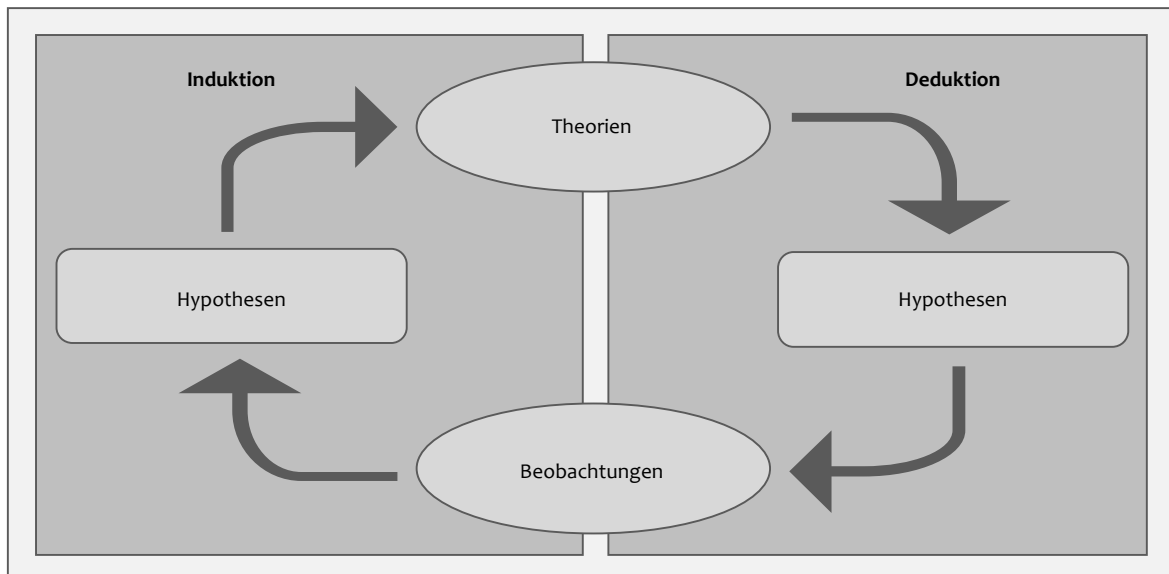 Induktion
Deduktion
Theorien
Hypothesen
Hypothesen
Beobachtungen